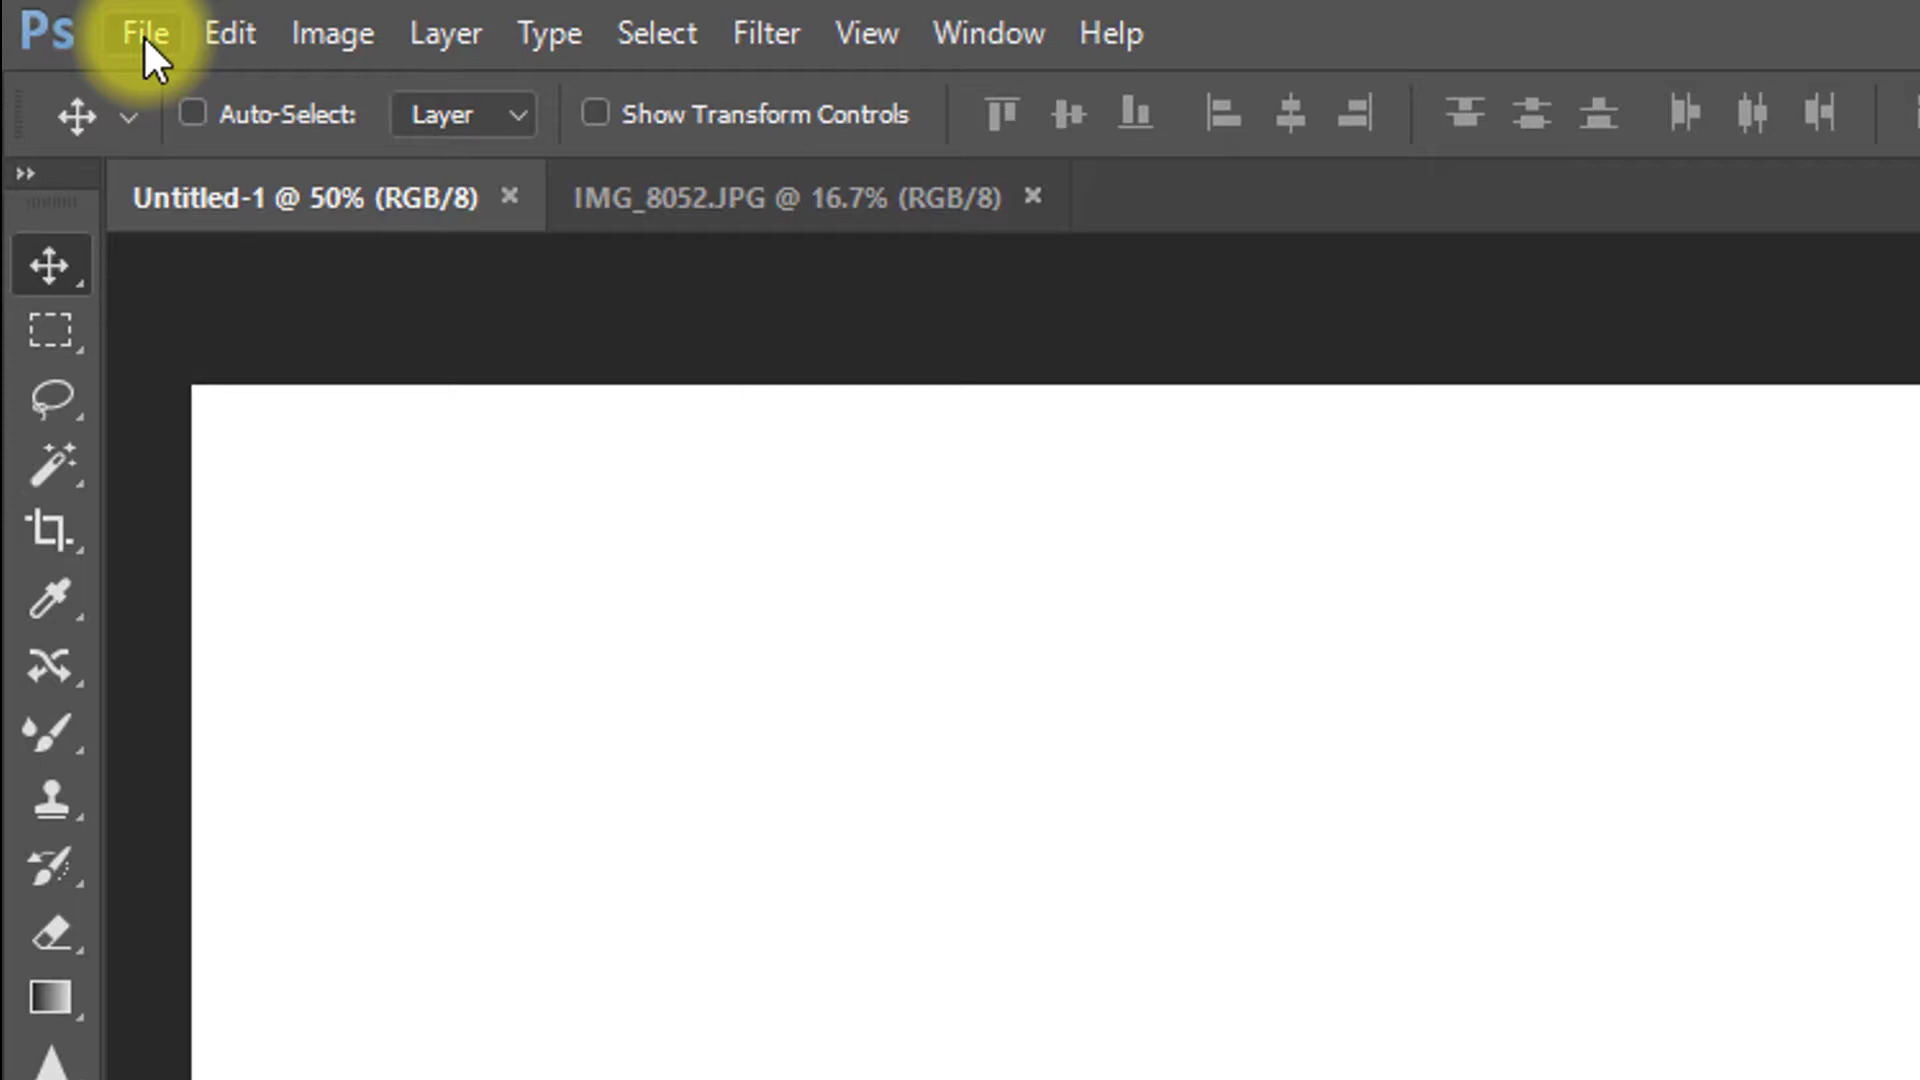 Ps File Edit Image Layer Type Select Filter View Window Help
Auto-Select: Layer Show Transform Controls
Untitled-1 @ 50% (RGB/8) × IMG_8052.JPG @ 16.7% (RGB/8) ×